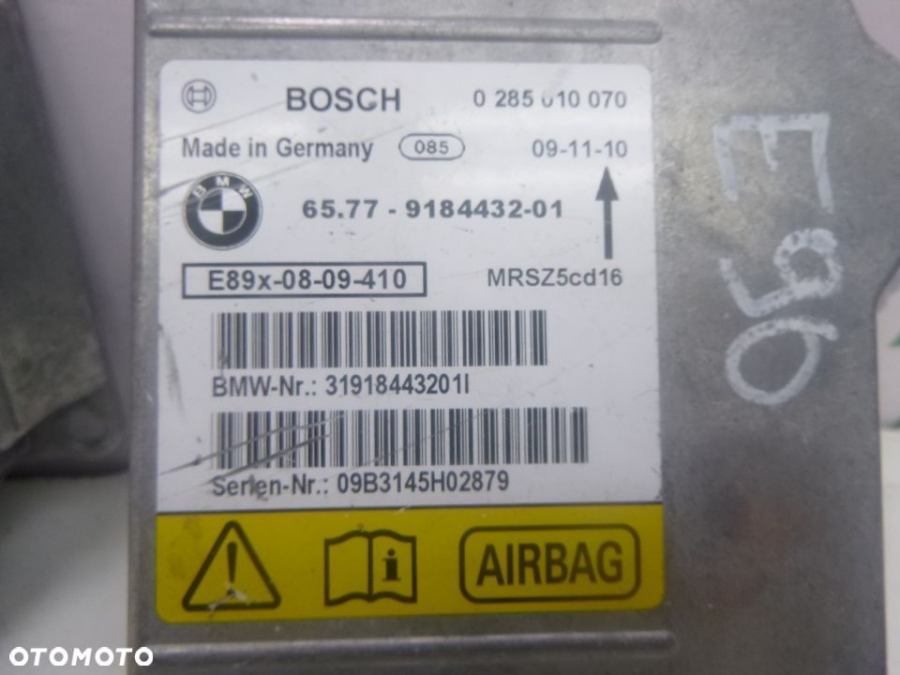 BOSCH 0 285 010 070
Made in Germany 085 09-11-10
BMW 65.77 - 9184432-01
E89x-08-09-410 MRSZ5cd16
BMW-Nr.: 31918443201I
Serien-Nr.: 09B3145H02879
AIRBAG
E90
OTOMOTO